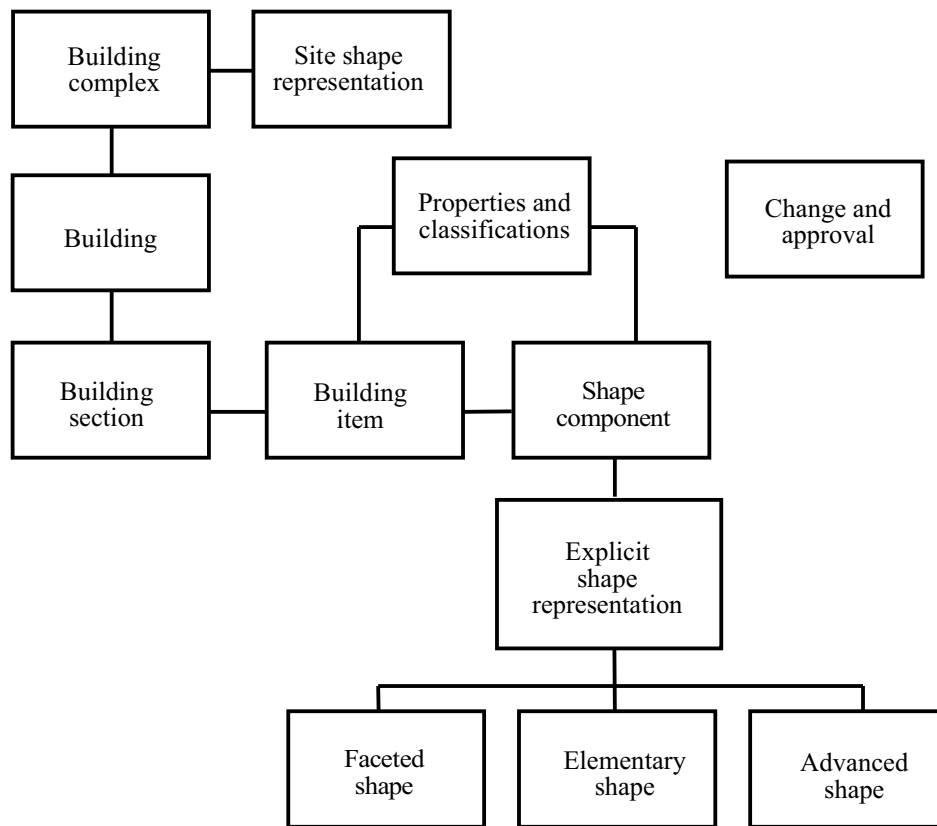 Building
complex
Site shape
representation
Properties and
classifications
Change and
approval
Building
Building
section
Building
item
Shape
component
Explicit
shape
representation
Faceted
shape
Elementary
shape
Advanced
shape